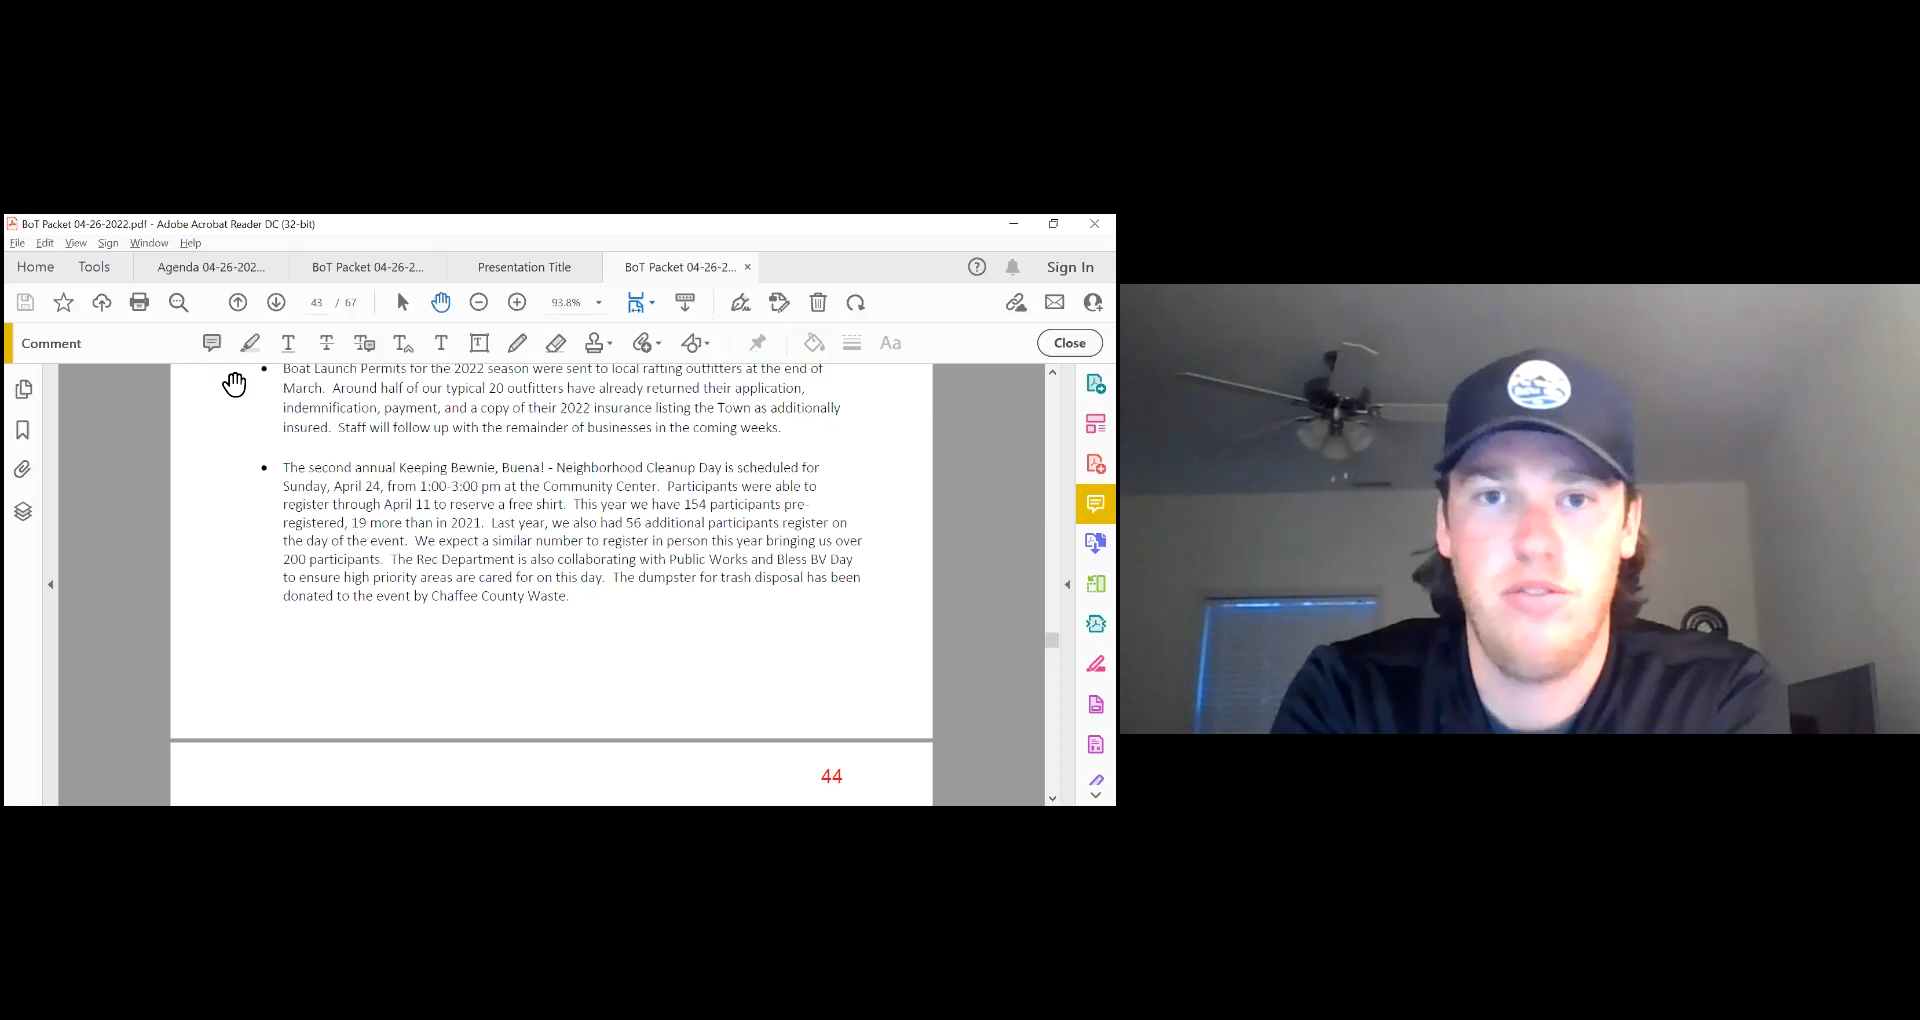 BoT Packet 04-26-2022.pdf - Adobe Acrobat Reader DC (32-bit)
File Edit View Sign Window Help
Home Tools Agenda 04-26-202... BoT Packet 04-26-2... Presentation Title BoT Packet 04-26-2... × Sign In
43 / 67 93.8%
Comment Aa Close
Boat Launch Permits for the 2022 season were sent to local rafting outfitters at the end of
March. Around half of our typical 20 outfitters have already returned their application,
indemnification, payment, and a copy of their 2022 insurance listing the Town as additionally
insured. Staff will follow up with the remainder of businesses in the coming weeks.
The second annual Keeping Bewnie, Buena! - Neighborhood Cleanup Day is scheduled for
Sunday, April 24, from 1:00-3:00 pm at the Community Center. Participants were able to
register through April 11 to reserve a free shirt. This year we have 154 participants pre-
registered, 19 more than in 2021. Last year, we also had 56 additional participants register on
the day of the event. We expect a similar number to register in person this year bringing us over
200 participants. The Rec Department is also collaborating with Public Works and Bless BV Day
to ensure high priority areas are cared for on this day. The dumpster for trash disposal has been
donated to the event by Chaffee County Waste.
44